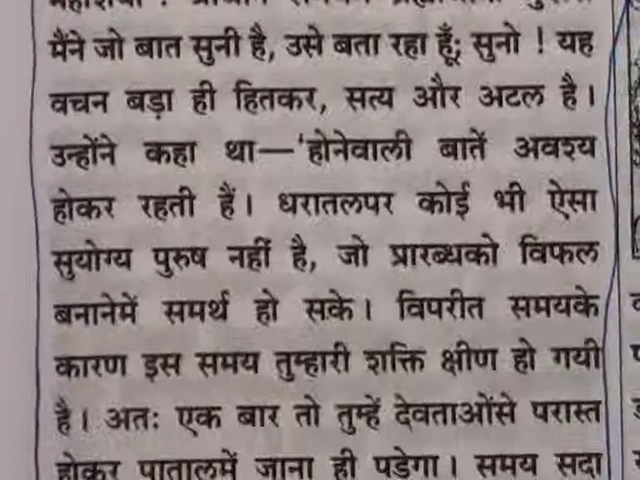 मैंने जो बात सुनी है, उसे बता रहा हूँ; सुनो ! यह
वचन बड़ा ही हितकर, सत्य और अटल है।
उन्होंने कहा था—'होनेवाली बातें अवश्य
होकर रहती हैं। धरातलपर कोई भी ऐसा
सुयोग्य पुरुष नहीं है, जो प्रारब्धको विफल
बनानेमें समर्थ हो सके। विपरीत समयके
कारण इस समय तुम्हारी शक्ति क्षीण हो गयी
है। अतः एक बार तो तुम्हें देवताओंसे परास्त
होकर पातालमें जाना ही पड़ेगा। समय सदा